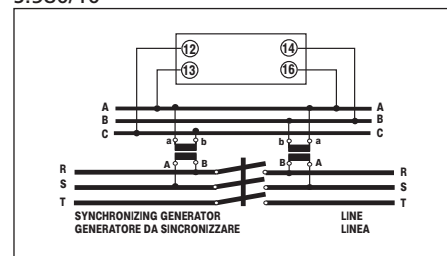 12 14
13 16
A A
B B
C C
a b b a
A B B A
R R
S S
T T
SYNCHRONIZING GENERATOR LINE
GENERATORE DA SINCRONIZZARE LINEA